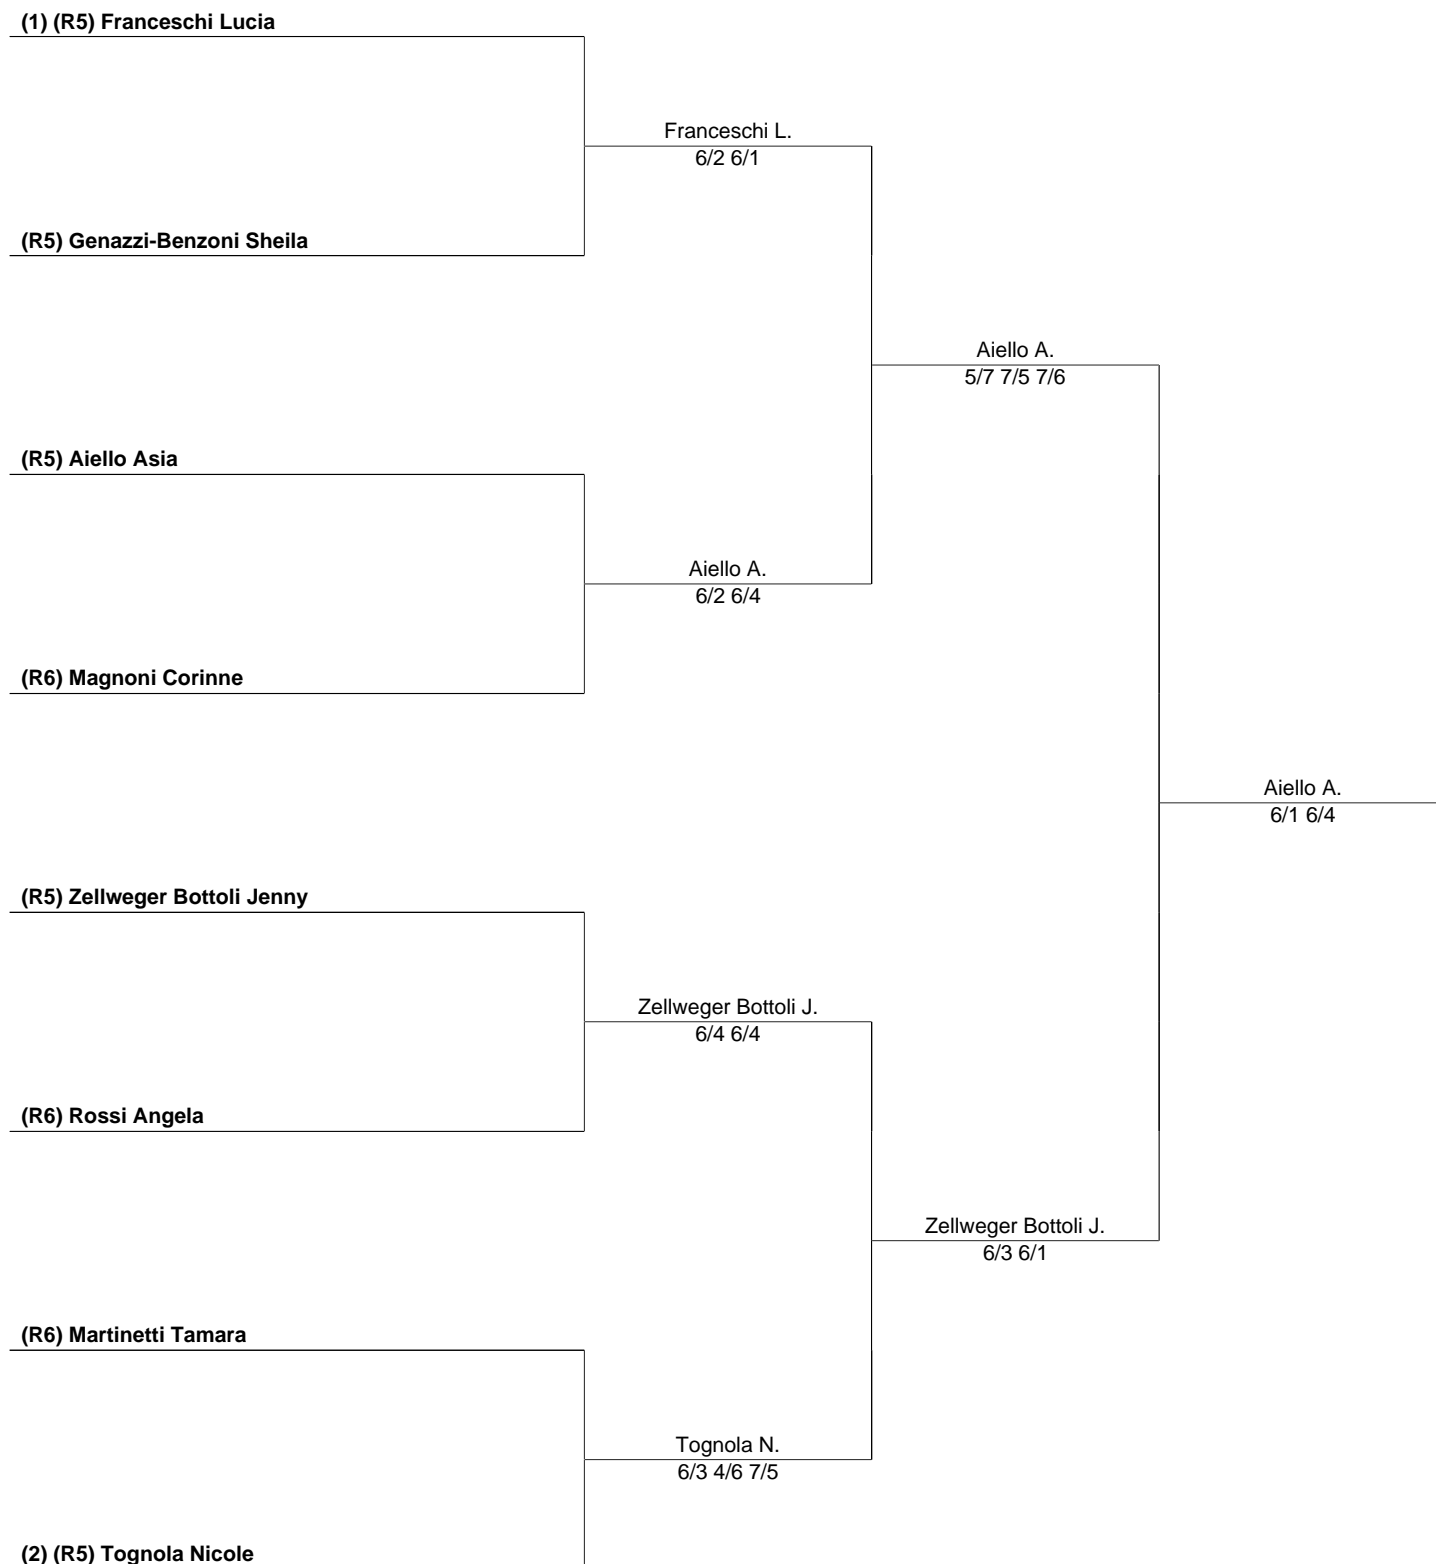 (1) (R5) Franceschi Lucia
Franceschi L.
6/2 6/1
(R5) Genazzi-Benzoni Sheila
Aiello A.
5/7 7/5 7/6
(R5) Aiello Asia
Aiello A.
6/2 6/4
(R6) Magnoni Corinne
Aiello A.
6/1 6/4
(R5) Zellweger Bottoli Jenny
Zellweger Bottoli J.
6/4 6/4
(R6) Rossi Angela
Zellweger Bottoli J.
6/3 6/1
(R6) Martinetti Tamara
Tognola N.
6/3 4/6 7/5
(2) (R5) Tognola Nicole